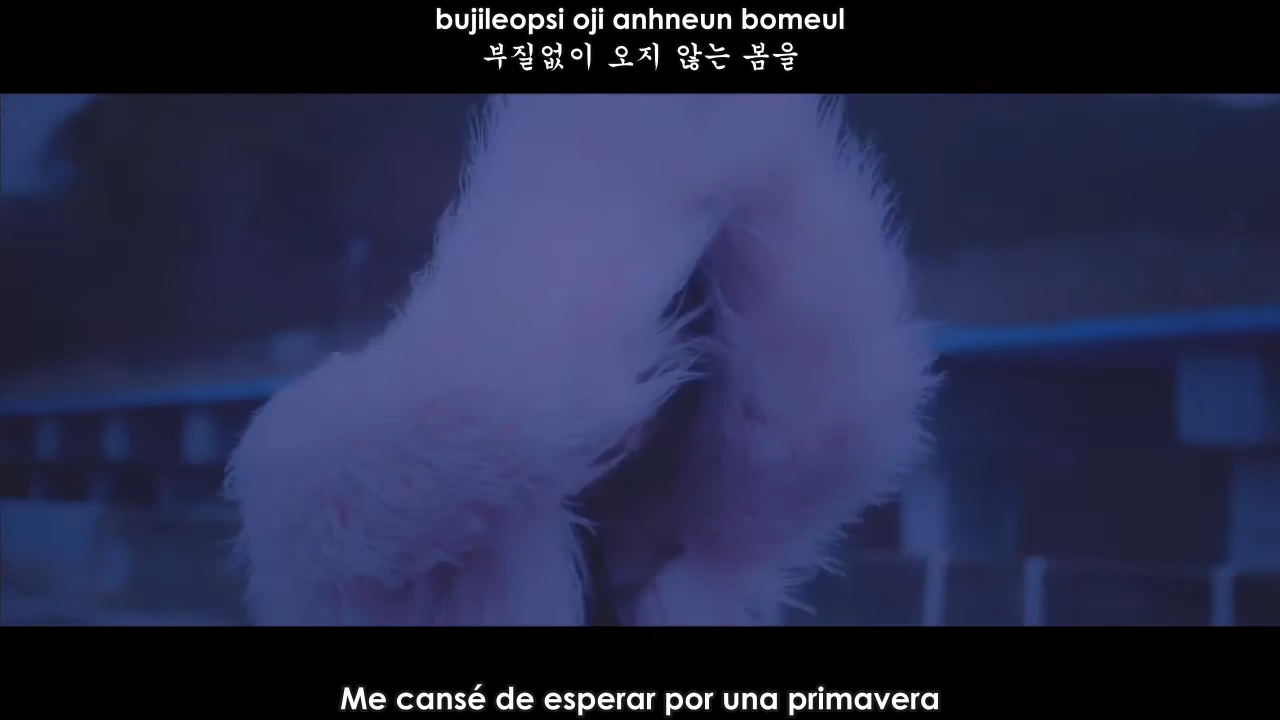 bujileopsi oji anhneun bomeul
부질없이 오지 않는 봄을
Me cansé de esperar por una primavera